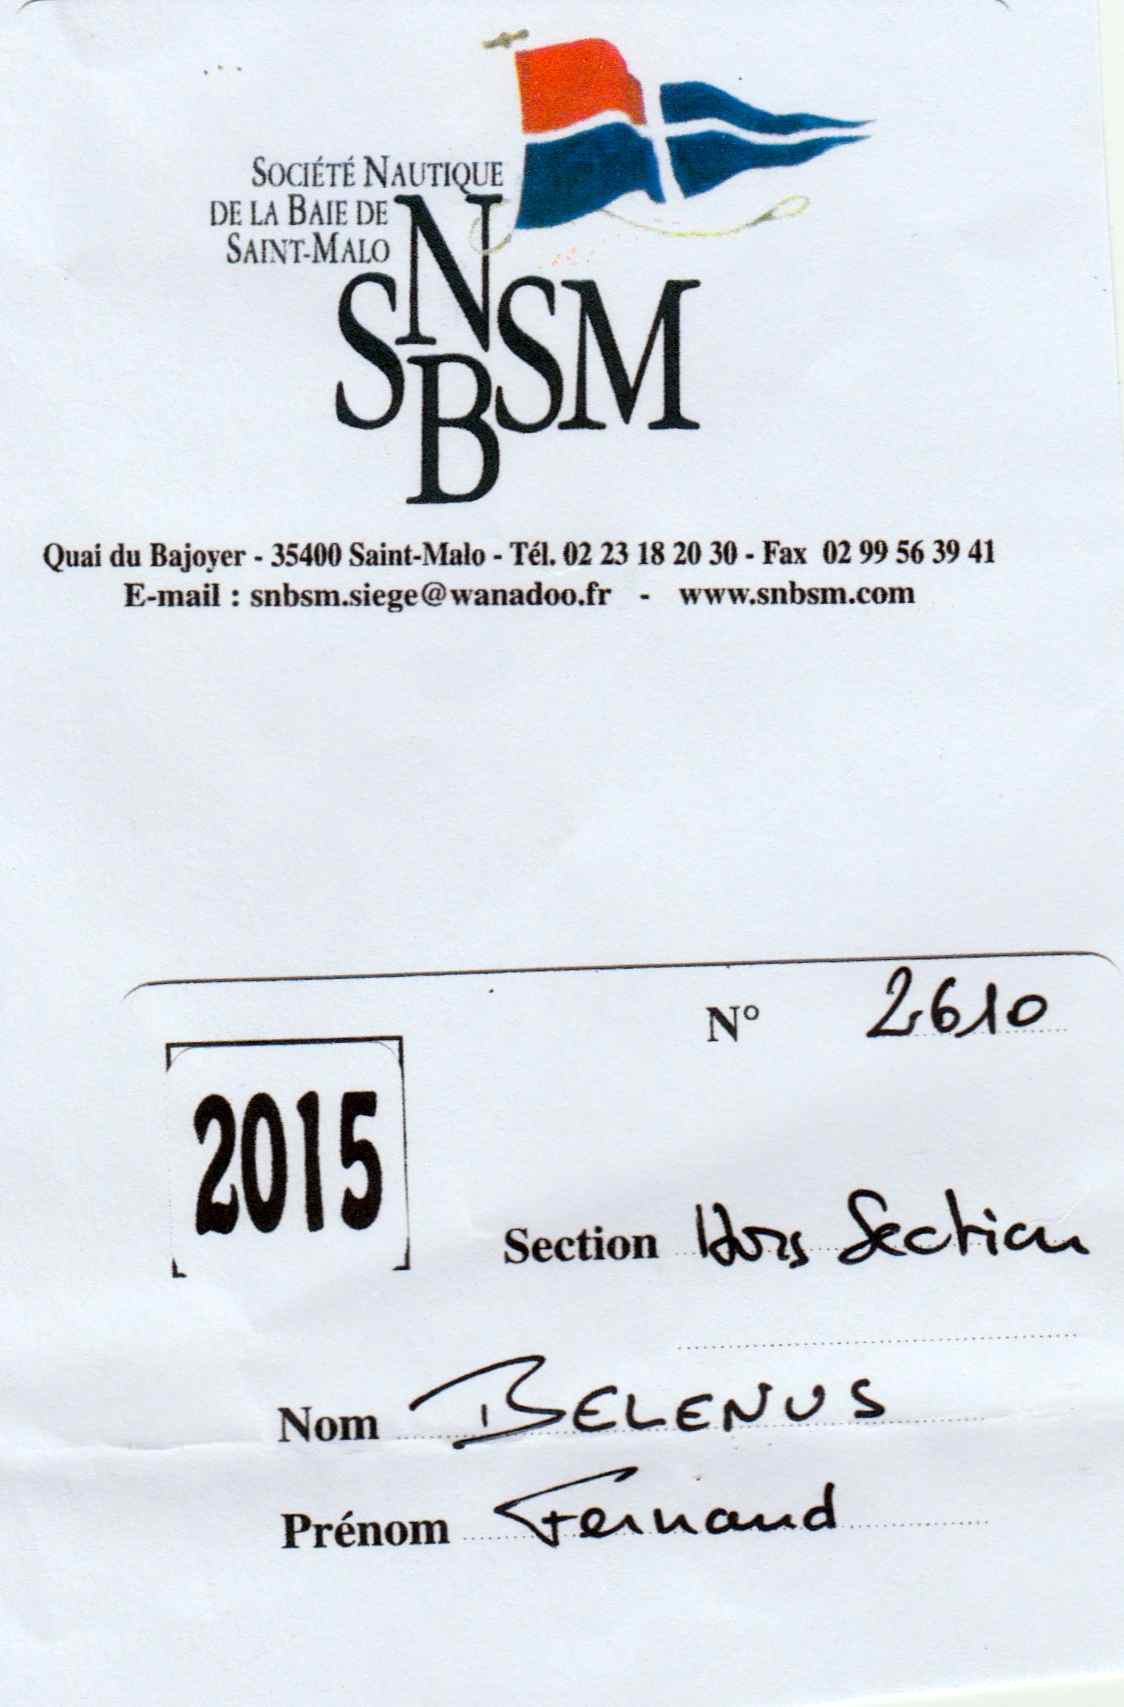 Société Nautique
de la Baie de
Saint-Malo
SNBSM
Quai du Bajoyer - 35400 Saint-Malo - Tél. 02 23 18 20 30 - Fax 02 99 56 39 41
E-mail : snbsm.siege@wanadoo.fr - www.snbsm.com
N° 2610
2015
Section Hors Section
Nom BELENUS
Prénom Fernand